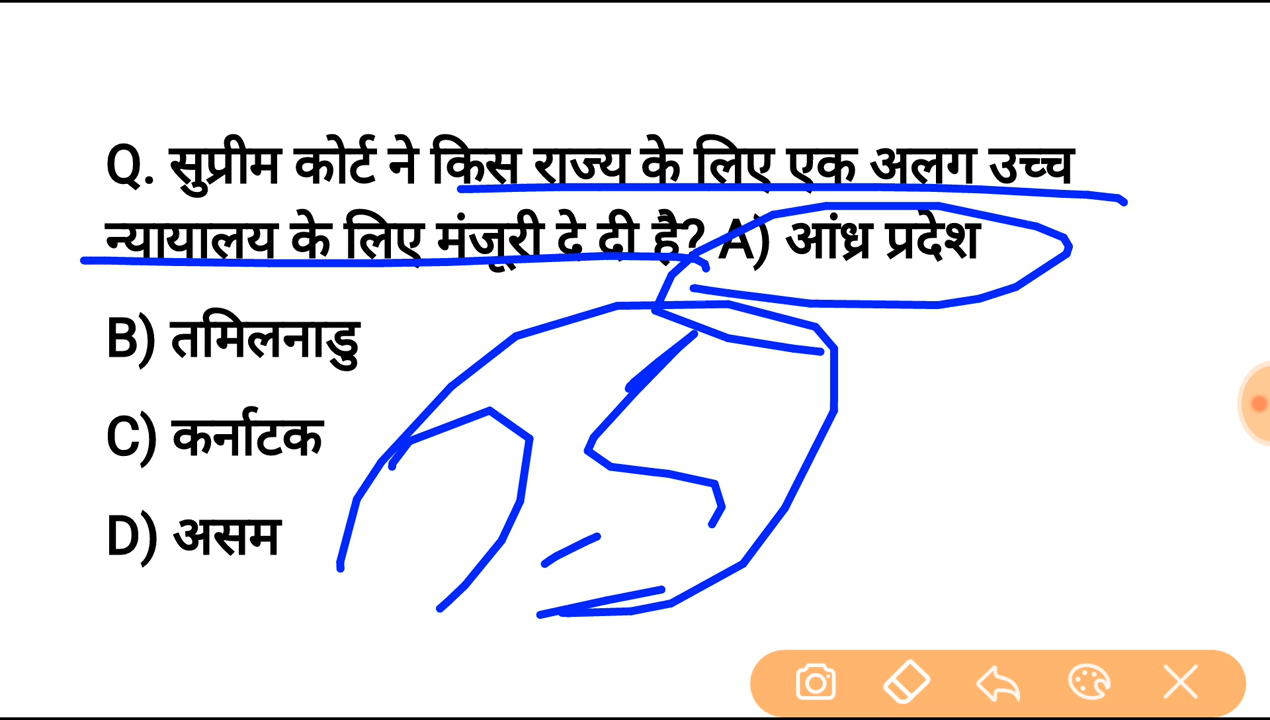 Q. सुप्रीम कोर्ट ने किस राज्य के लिए एक अलग उच्च
न्यायालय के लिए मंजूरी दे दी है? A) आंध्र प्रदेश
B) तमिलनाडु
C) कर्नाटक
D) असम